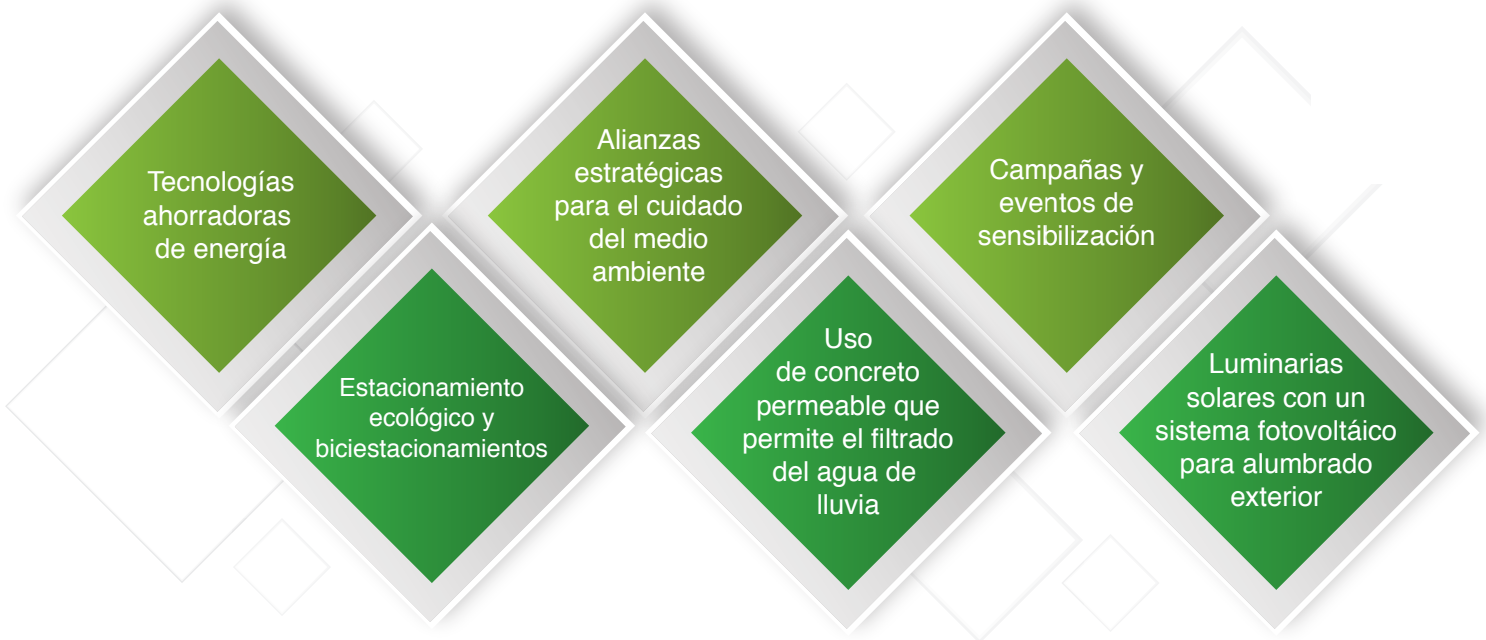 Tecnologías
ahorradoras
de energía
Alianzas
estratégicas
para el cuidado
del medio
ambiente
Campañas y
eventos de
sensibilización
Estacionamiento
ecológico y
biciestacionamientos
Uso
de concreto
permeable que
permite el filtrado
del agua de
lluvia
Luminarias
solares con un
sistema fotovoltáico
para alumbrado
exterior